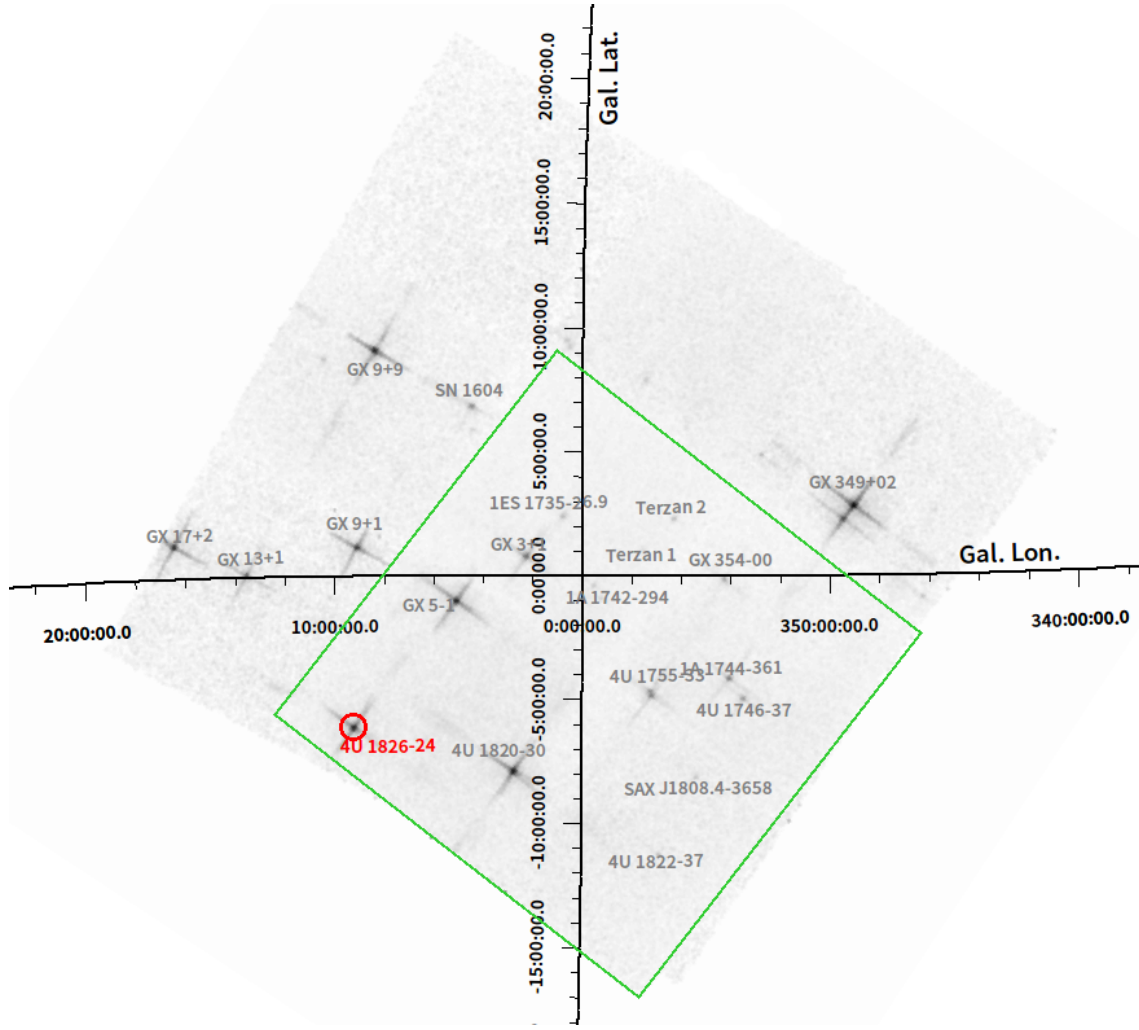 20:00:00.0
Gal. Lat.
15:00:00.0
10:00:00.0
GX 9+9
SN 1604
5:00:00.0
GX 349+02
1ES 1735-26.9
Terzan 2
GX 17+2
GX 9+1
GX 3+1
Terzan 1
GX 354-00
Gal. Lon.
GX 13+1
0:00:00.0
GX 5-1
1A 1742-294
20:00:00.0
10:00:00.0
0:00:00.0
350:00:00.0
340:00:00.0
4U 1755-33
1A 1744-361
4U 1746-37
-5:00:00.0
4U 1826-24
4U 1820-30
SAX J1808.4-3658
-10:00:00.0
4U 1822-37
-15:00:00.0